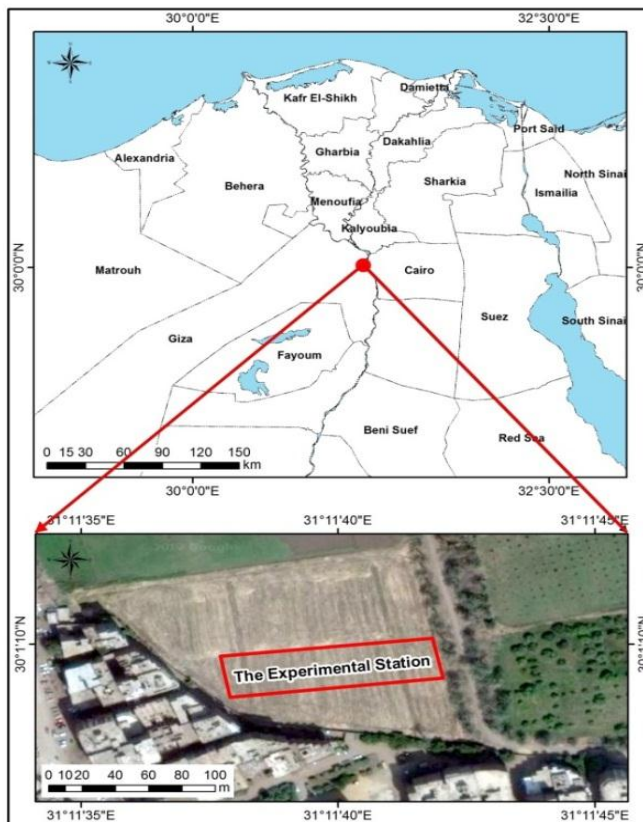 30°0'0"E 32°30'0"E
Damietta
Kafr El-Shikh
Port Said
Dakahlia
Gharbia
Alexandria
North Sinai
Behera
Sharkia
Ismailia
Menoufia
Kalyoubla
30°0'0"N
30°0'0"N
Matrouh
Cairo
Suez
South Sinai
Giza
Fayoum
Beni Suef
Red Sea
0 15 30 60 90 120 150
km
30°0'0"E 32°30'0"E
31°11'35"E 31°11'40"E 31°11'45"E
30°1'10"N
30°1'10"N
The Experimental Station
0 10 20 40 60 80 100
m
31°11'35"E 31°11'40"E 31°11'45"E